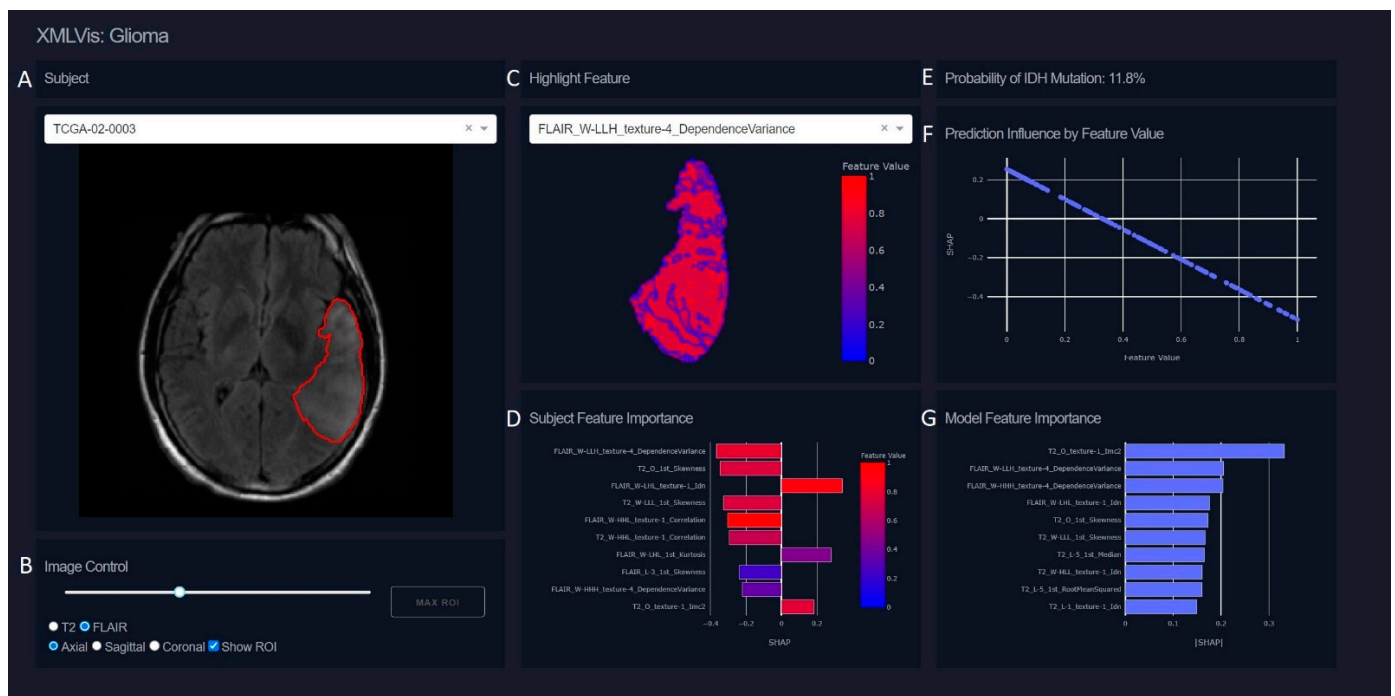 XMLVis: Glioma
A Subject
TCGA-02-0003
B Image Control
MAX ROI
T2 FLAIR
Axial Sagittal Coronal Show ROI
C Highlight Feature
FLAIR_W-LLH_texture-4_DependenceVariance
Feature Value
1
0.8
0.6
0.4
0.2
0
D Subject Feature Importance
FLAIR_W-LLH_texture-4_DependenceVariance
T2_O_1st_Skewness
FLAIR_W-LHL_texture-1_Idn
T2_W-LLL_1st_Skewness
FLAIR_W-HHL_texture-1_Correlation
T2_W-HHL_texture-1_Correlation
FLAIR_W-LHL_1st_Kurtosis
FLAIR_L-3_1st_Skewness
FLAIR_W-HHH_texture-4_DependenceVariance
T2_O_texture-1_Imc2
−0.4 −0.2 0 0.2
SHAP
Feature Value
1
0.8
0.6
0.4
0.2
0
E Probability of IDH Mutation: 11.8%
F Prediction Influence by Feature Value
0.2
0
−0.2
−0.4
SHAP
0 0.2 0.4 0.6 0.8 1
Feature Value
G Model Feature Importance
T2_O_texture-1_Imc2
FLAIR_W-LLH_texture-4_DependenceVariance
FLAIR_W-HHH_texture-4_DependenceVariance
FLAIR_W-LHL_texture-1_Idn
T2_O_1st_Skewness
T2_W-LLL_1st_Skewness
T2_L-5_1st_Median
T2_W-HLL_texture-1_Idn
T2_L-5_1st_RootMeanSquared
T2_L-1_texture-1_Idn
0 0.1 0.2 0.3
|SHAP|